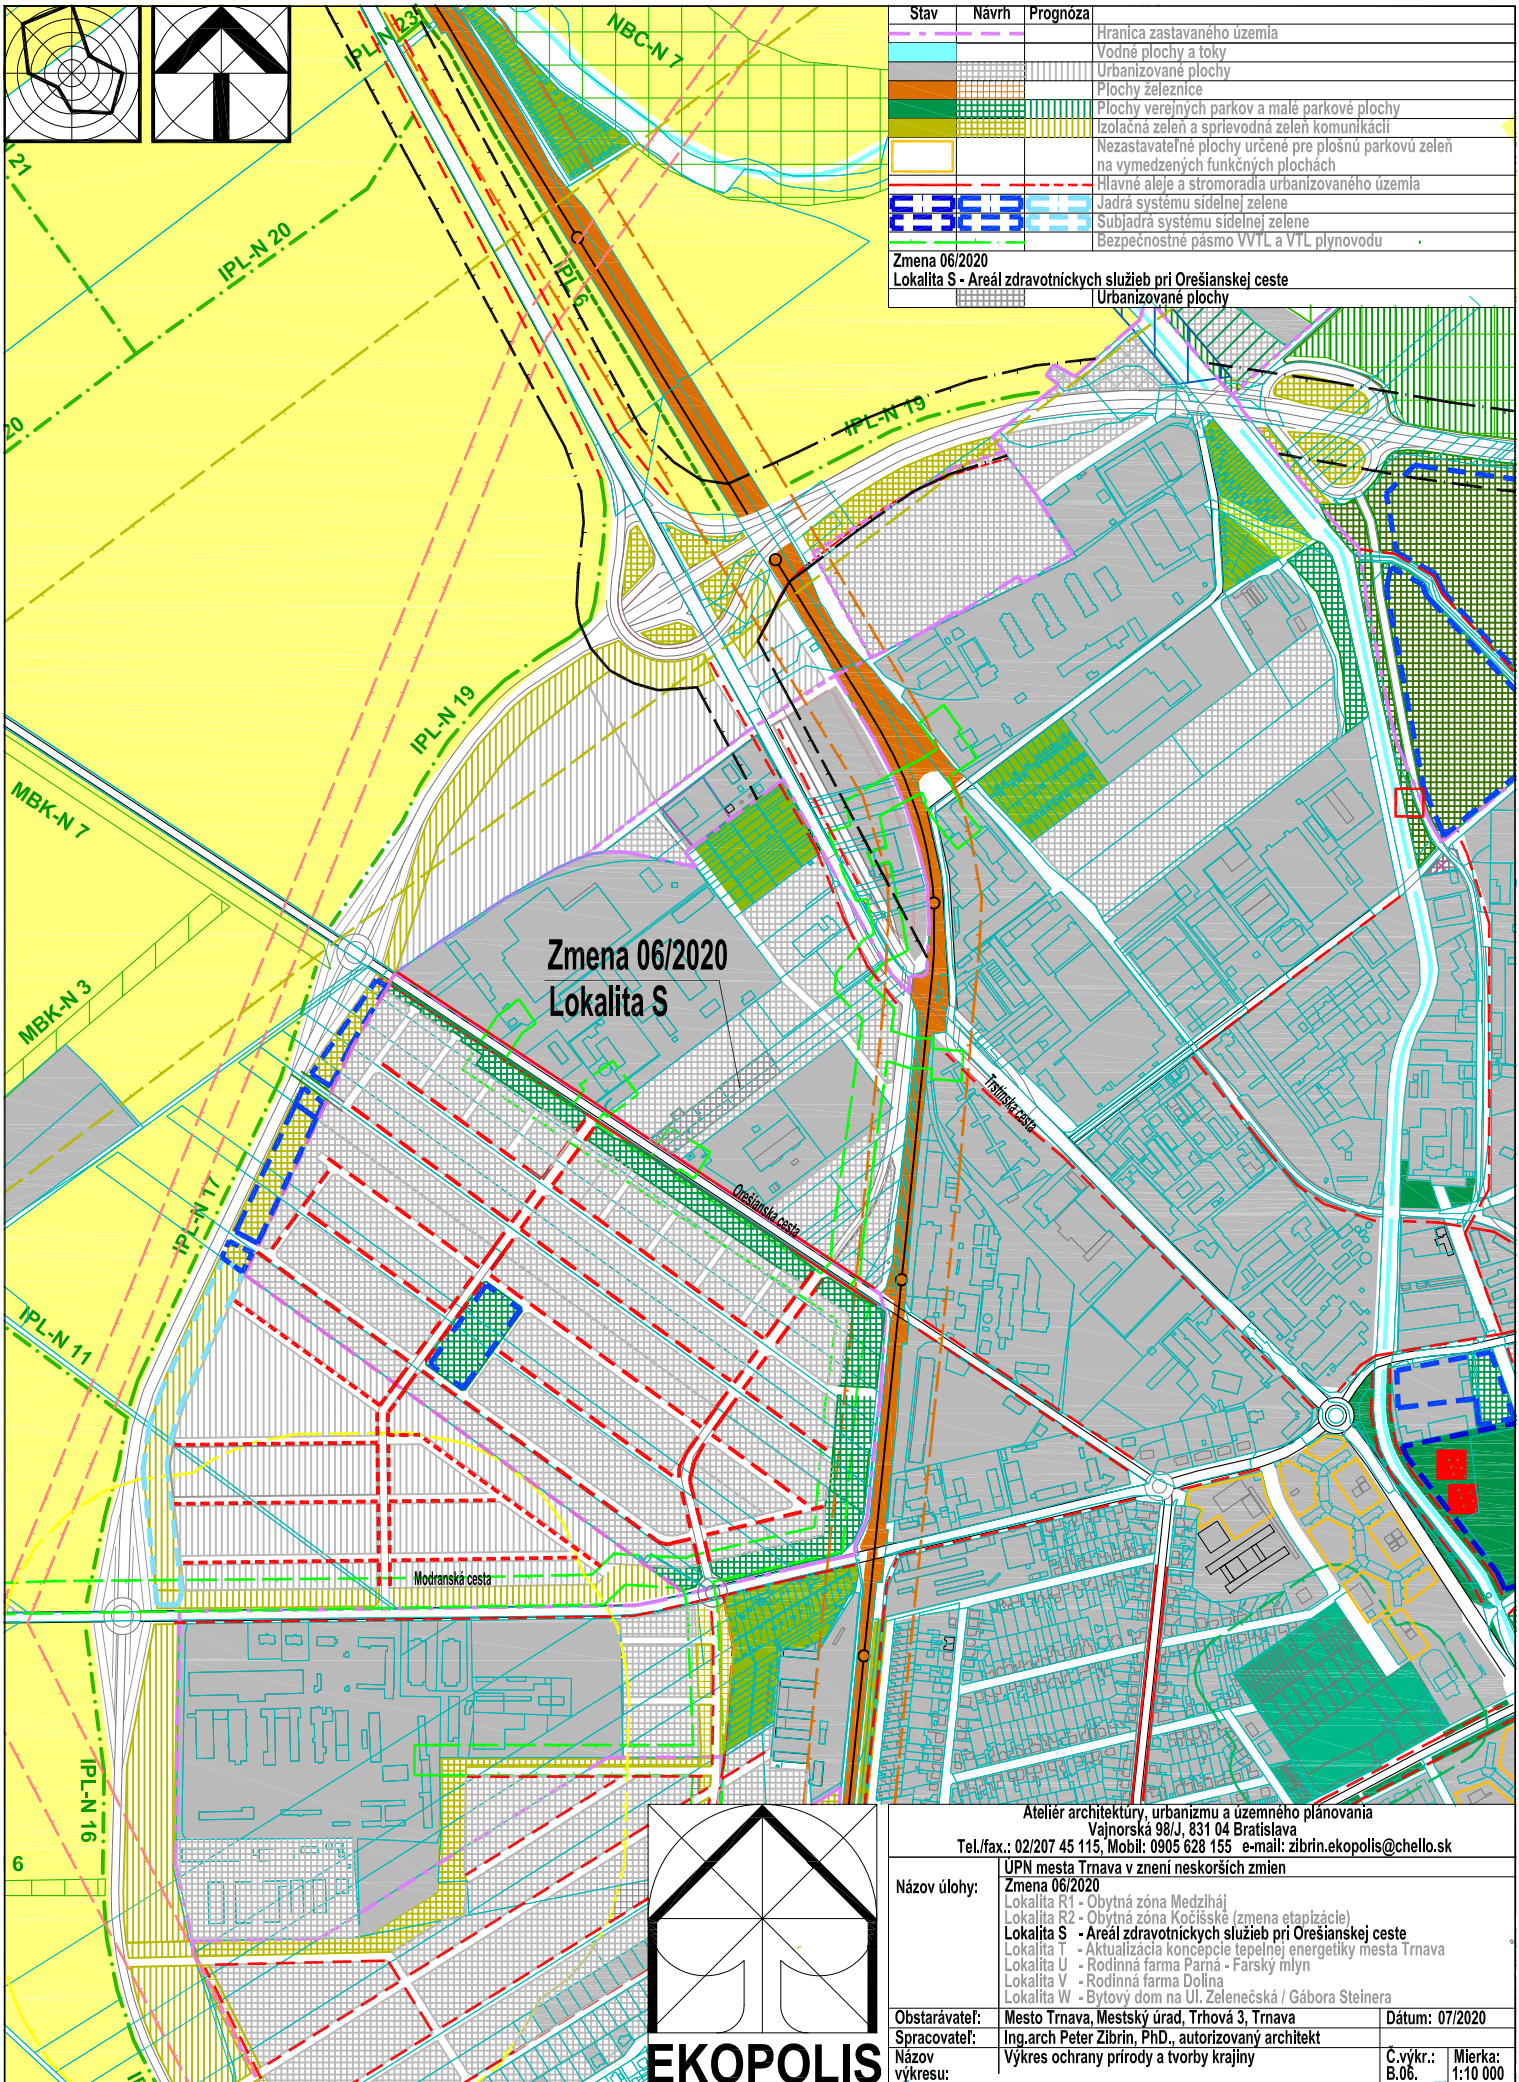 Stav Návrh Prognóza
Hranica zastavaného územia
Vodné plochy a toky
Urbanizované plochy
Plochy železnice
Plochy verejných parkov a malé parkové plochy
Izolačná zeleň a sprievodná zeleň komunikácií
Nezastavateľné plochy určené pre plošnú parkovú zeleň
na vymedzených funkčných plochách
Hlavné aleje a stromoradia urbanizovaného územia
Jadrá systému sídelnej zelene
Subjadrá systému sídelnej zelene
Bezpečnostné pásmo VVTL a VTL plynovodu
Zmena 06/2020
Lokalita S - Areál zdravotníckych služieb pri Orešianskej ceste
Urbanizované plochy
IPL-N 23
NBC-N 7
21
IPL-N 20
IPL 6
20
IPL-N 19
IPL-N 19
MBK-N 7
MBK-N 3
Zmena 06/2020
Lokalita S
Trstínska cesta
Orešianska cesta
IPL-N 17
IPL-N 11
Modranská cesta
IPL-N 16
6
EKOPOLIS
Ateliér architektúry, urbanizmu a územného plánovania
Vajnorská 98/J, 831 04 Bratislava
Tel./fax.: 02/207 45 115, Mobil: 0905 628 155 e-mail: zibrin.ekopolis@chello.sk
Názov úlohy:
ÚPN mesta Trnava v znení neskorších zmien
Zmena 06/2020
Lokalita R1 - Obytná zóna Medziháj
Lokalita R2 - Obytná zóna Kočišské (zmena etapizácie)
Lokalita S - Areál zdravotníckych služieb pri Orešianskej ceste
Lokalita T - Aktualizácia koncepcie tepelnej energetiky mesta Trnava
Lokalita U - Rodinná farma Parná - Farský mlyn
Lokalita V - Rodinná farma Dolina
Lokalita W - Bytový dom na Ul. Zelenečská / Gábora Steinera
Obstarávateľ: Mesto Trnava, Mestský úrad, Trhová 3, Trnava Dátum: 07/2020
Spracovateľ: Ing.arch Peter Zibrin, PhD., autorizovaný architekt
Názov výkresu: Výkres ochrany prírody a tvorby krajiny
Č.výkr.: B.06. Mierka: 1:10 000